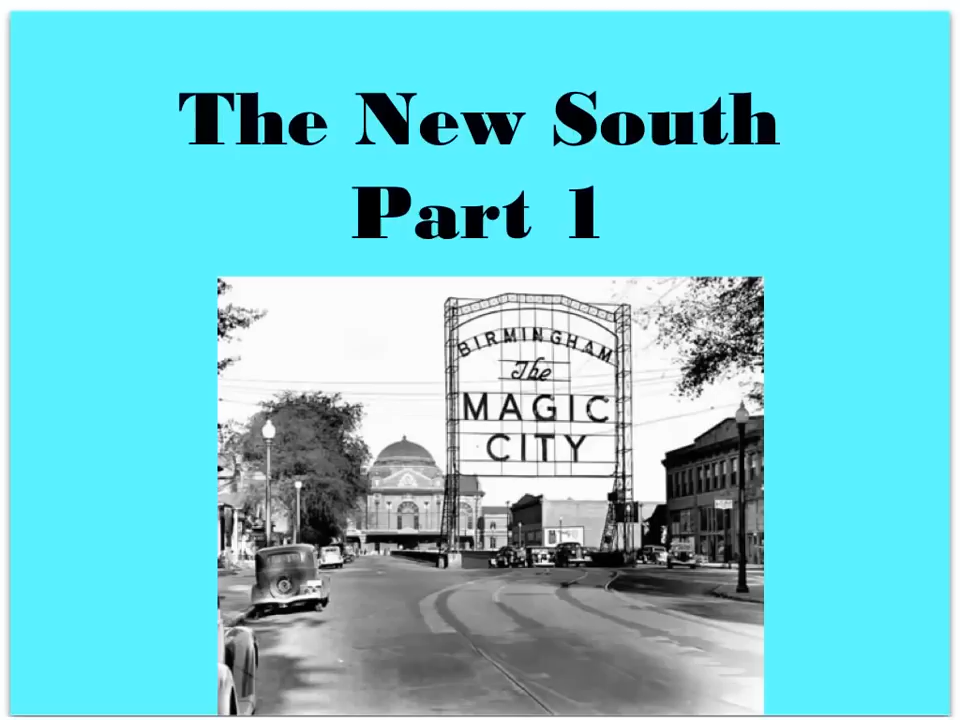 The New South
Part 1
BIRMINGHAM
The
MAGIC
CITY